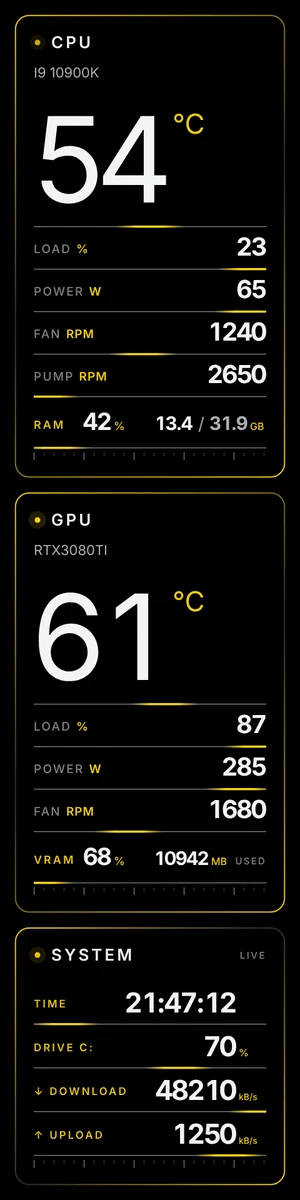 CPU
I9 10900K
54 °C
LOAD % 23
POWER W 65
FAN RPM 1240
PUMP RPM 2650
RAM 42 % 13.4 / 31.9 GB
GPU
RTX3080TI
61 °C
LOAD % 87
POWER W 285
FAN RPM 1680
VRAM 68 % 10942 MB USED
SYSTEM LIVE
TIME 21:47:12
DRIVE C: 70 %
↓ DOWNLOAD 48210 kB/s
↑ UPLOAD 1250 kB/s